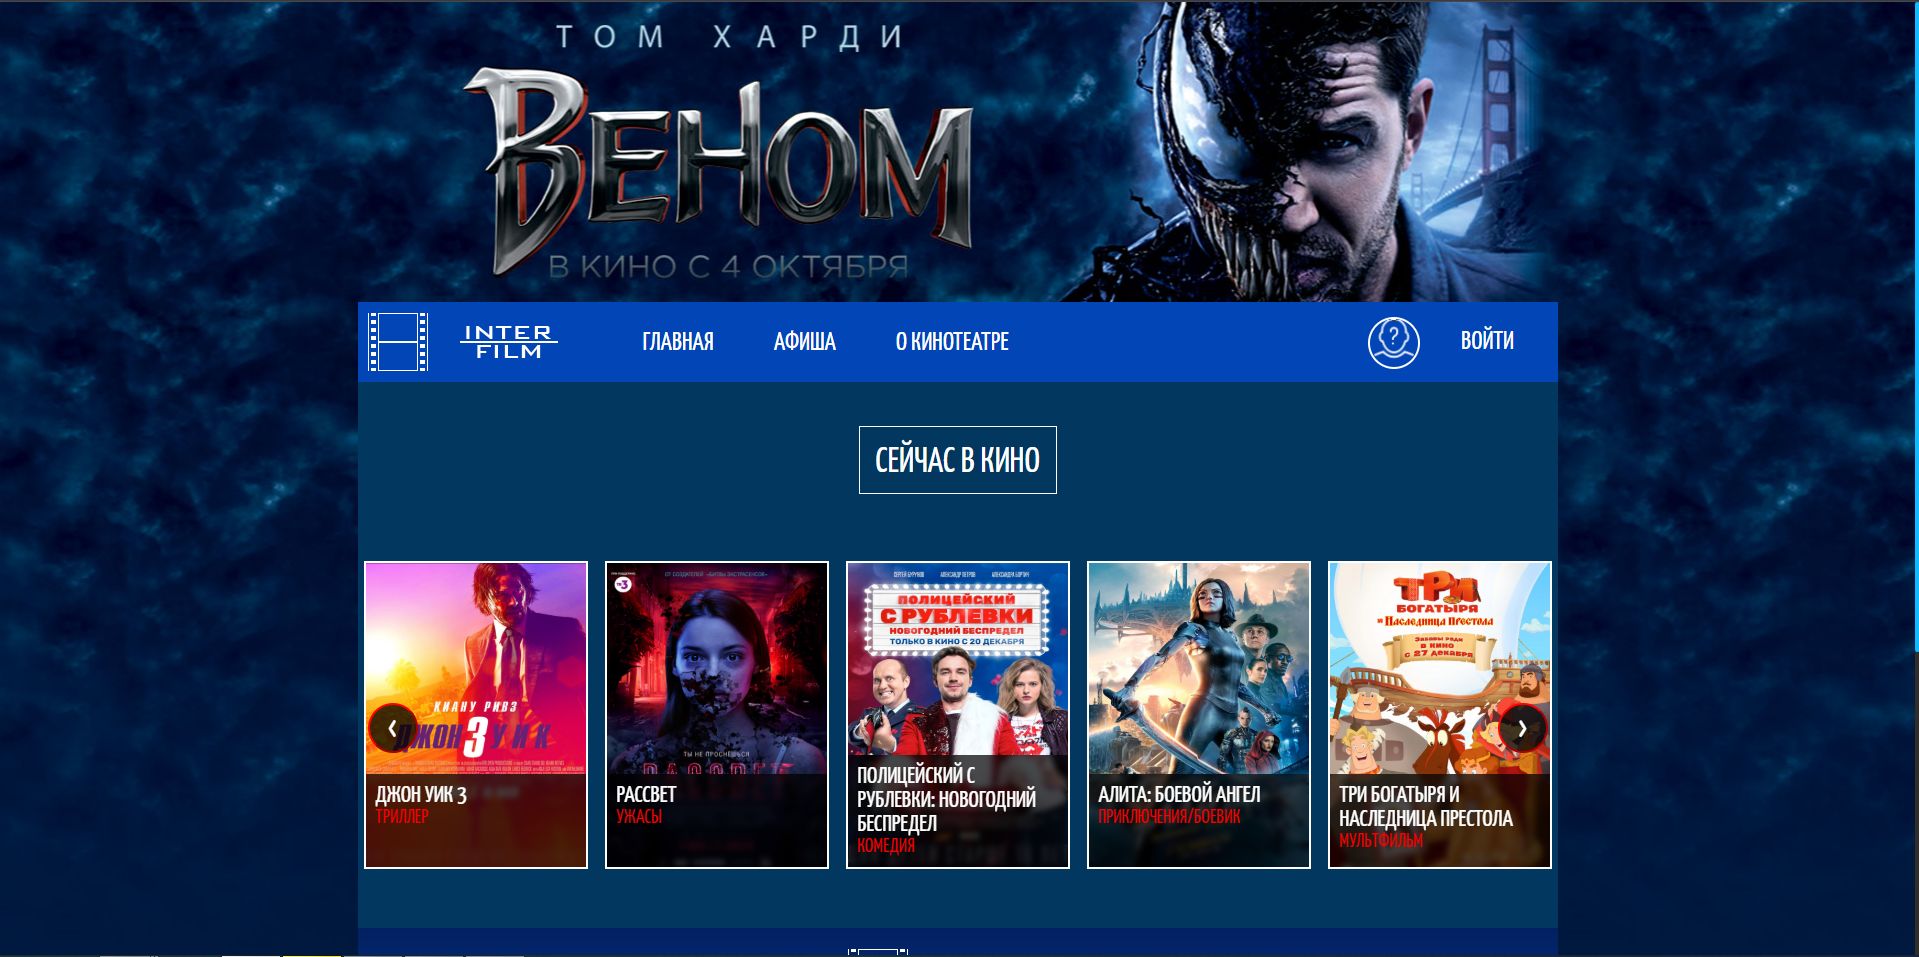 ТОМ ХАРДИ
ВЕНОМ
В КИНО С 4 ОКТЯБРЯ
INTER
FILM
ГЛАВНАЯ
АФИША
О КИНОТЕАТРЕ
?
ВОЙТИ
СЕЙЧАС В КИНО
КИАНУ РИВЗ
ДЖОН 3 УИК
ДЖОН УИК 3
ТРИЛЛЕР
ТВ3
ОТ СОЗДАТЕЛЕЙ «БИТВЫ ЭКСТРАСЕНСОВ»
ТЫ НЕ ПРОСНЁШЬСЯ
РАССВЕТ
РАССВЕТ
УЖАСЫ
СЕРГЕЙ БУРУНОВ АЛЕКСАНДР ПЕТРОВ АЛЕКСАНДРА БОРТИЧ
ПОЛИЦЕЙСКИЙ
С РУБЛЕВКИ
НОВОГОДНИЙ БЕСПРЕДЕЛ
ТОЛЬКО В КИНО С 20 ДЕКАБРЯ
ПОЛИЦЕЙСКИЙ С
РУБЛЕВКИ: НОВОГОДНИЙ
БЕСПРЕДЕЛ
КОМЕДИЯ
АЛИТА: БОЕВОЙ АНГЕЛ
ПРИКЛЮЧЕНИЯ/БОЕВИК
ТРИ
БОГАТЫРЯ
и Наследница Престола
Забавы ради
в кино
с 27 декабря
ТРИ БОГАТЫРЯ И
НАСЛЕДНИЦА ПРЕСТОЛА
МУЛЬТФИЛЬМ